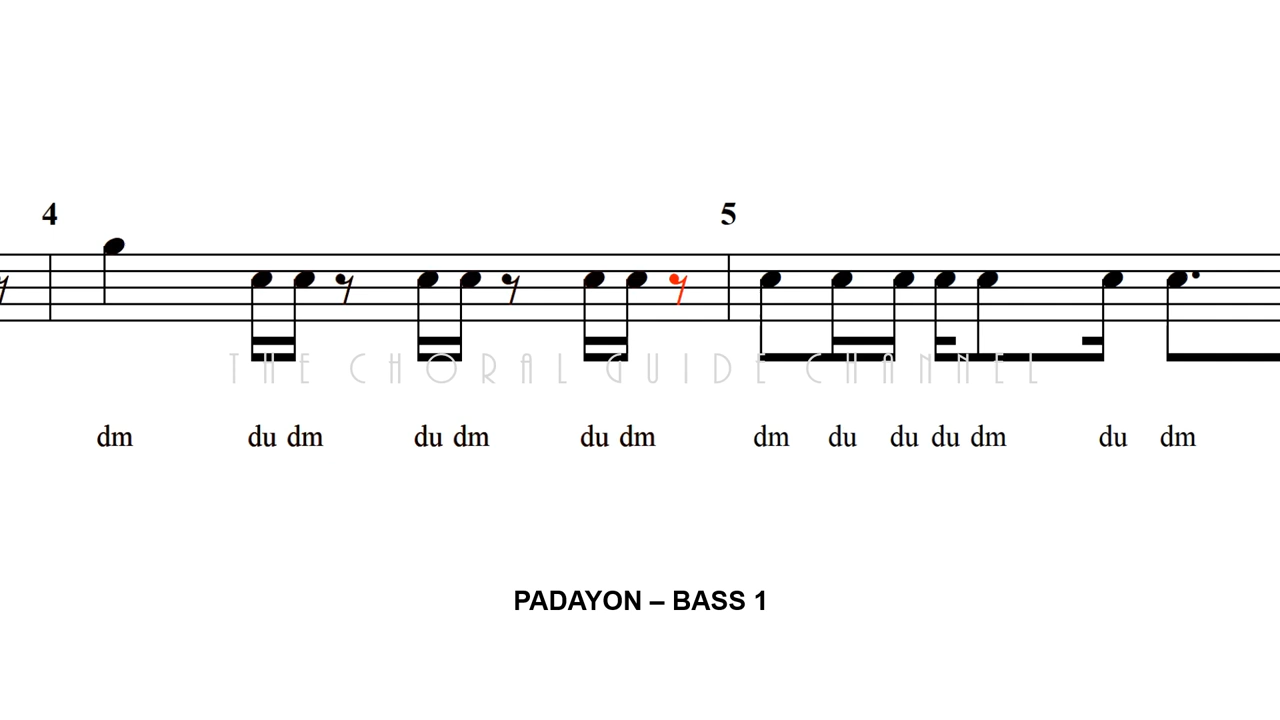 4 5
THE CHORAL GUIDE CHANNEL
dm du dm du dm du dm dm du du du dm du dm
PADAYON – BASS 1